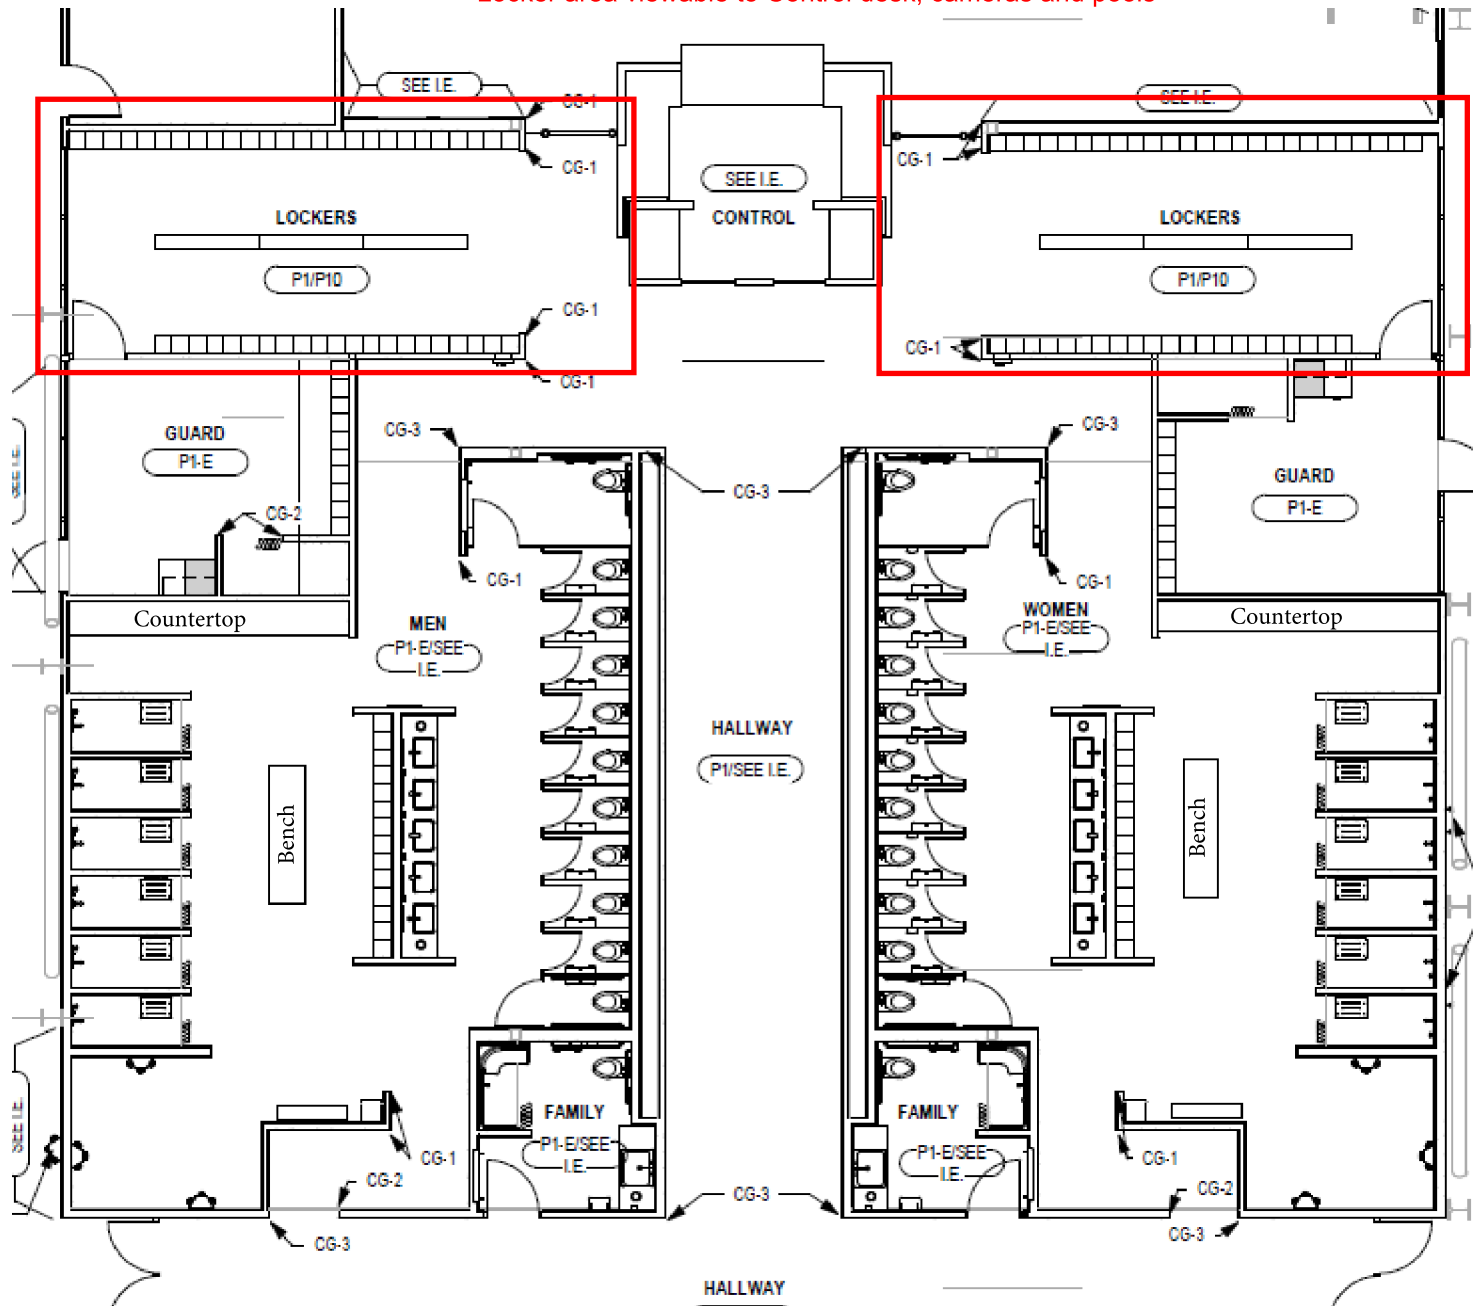 Locker area viewable to Control desk, cameras and pools
SEE I.E.
SEE I.E.
CG-1
CG-1
CG-1
SEE I.E.
LOCKERS
CONTROL
LOCKERS
P1/P10
P1/P10
CG-1
CG-1
CG-1
CG-3
CG-3
GUARD
P1-E
SEE I.E.
CG-3
GUARD
P1-E
CG-2
CG-1
CG-1
Countertop
MEN
P1-E/SEE
I.E.
WOMEN
P1-E/SEE
I.E.
Countertop
HALLWAY
P1/SEE I.E.
Bench
Bench
FAMILY
P1-E/SEE
I.E.
FAMILY
P1-E/SEE
I.E.
SEE I.E.
CG-1
CG-1
CG-2
CG-3
CG-2
CG-3
CG-3
HALLWAY